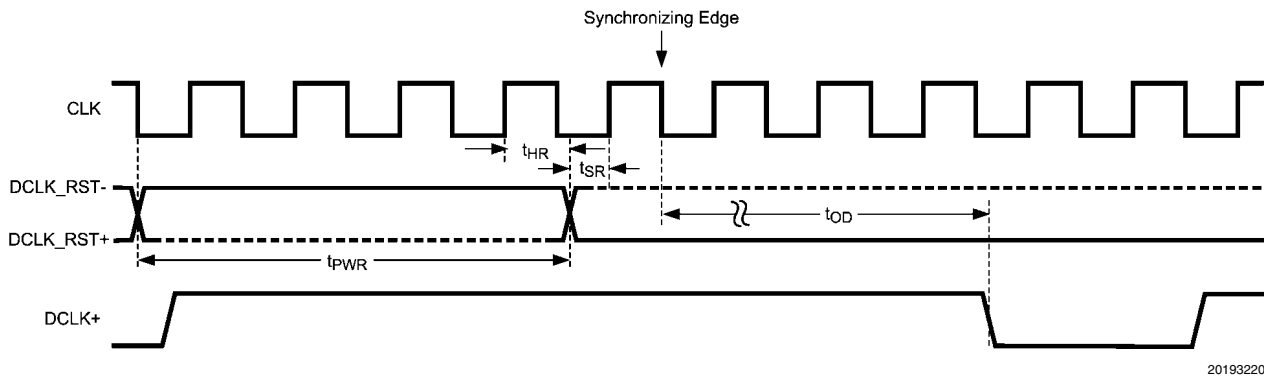 Synchronizing Edge
CLK
tHR
tSR
DCLK_RST-
DCLK_RST+
tOD
tPWR
DCLK+
20193220